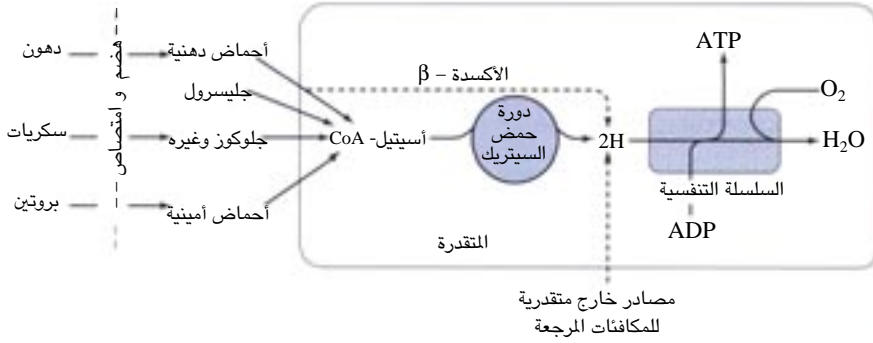 دهون
سكريات
بروتين
هضم و امتصاص
أحماض دهنية
جليسرول
جلوكوز وغيره
أحماض أمينية
الأكسدة – β
أسيتيل- CoA
دورة
حمض
السيتريك
2H
ATP
O₂
H₂O
السلسلة التنفسية
ADP
المتقدرة
مصادر خارج متقدرية
للمكافئات المرجعة